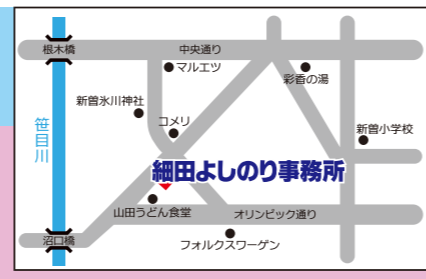 根木橋
中央通り
マルエツ
彩香の湯
新曽氷川神社
コメリ
笹目川
新曽小学校
細田よしのり事務所
山田うどん食堂
オリンピック通り
沼口橋
フォルクスワーゲン